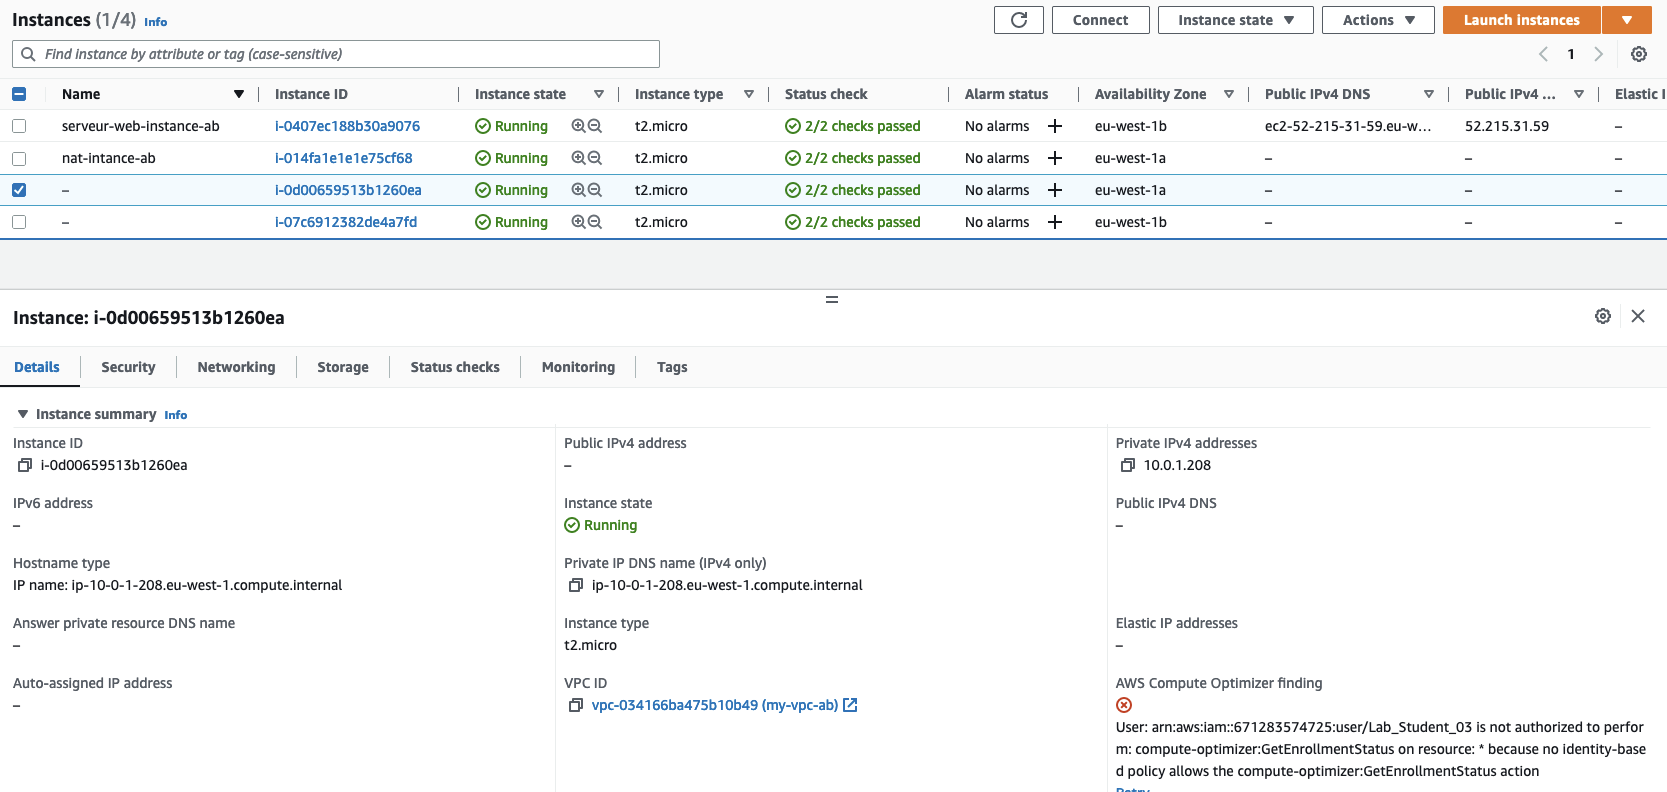 Instances (1/4) Info
Connect Instance state Actions Launch instances
Find instance by attribute or tag (case-sensitive) 1
Name Instance ID Instance state Instance type Status check Alarm status Availability Zone Public IPv4 DNS Public IPv4 ... Elastic I
serveur-web-instance-ab i-0407ec188b30a9076 Running t2.micro 2/2 checks passed No alarms + eu-west-1b ec2-52-215-31-59.eu-w... 52.215.31.59 –
nat-intance-ab i-014fa1e1e1e75cf68 Running t2.micro 2/2 checks passed No alarms + eu-west-1a – – –
– i-0d00659513b1260ea Running t2.micro 2/2 checks passed No alarms + eu-west-1a – – –
– i-07c6912382de4a7fd Running t2.micro 2/2 checks passed No alarms + eu-west-1b – – –
Instance: i-0d00659513b1260ea
Details Security Networking Storage Status checks Monitoring Tags
Instance summary Info
Instance ID Public IPv4 address Private IPv4 addresses
i-0d00659513b1260ea – 10.0.1.208
IPv6 address Instance state Public IPv4 DNS
– Running –
Hostname type Private IP DNS name (IPv4 only)
IP name: ip-10-0-1-208.eu-west-1.compute.internal ip-10-0-1-208.eu-west-1.compute.internal
Answer private resource DNS name Instance type Elastic IP addresses
– t2.micro –
Auto-assigned IP address VPC ID AWS Compute Optimizer finding
– vpc-034166ba475b10b49 (my-vpc-ab)
User: arn:aws:iam::671283574725:user/Lab_Student_03 is not authorized to perfor
m: compute-optimizer:GetEnrollmentStatus on resource: * because no identity-base
d policy allows the compute-optimizer:GetEnrollmentStatus action
Retry